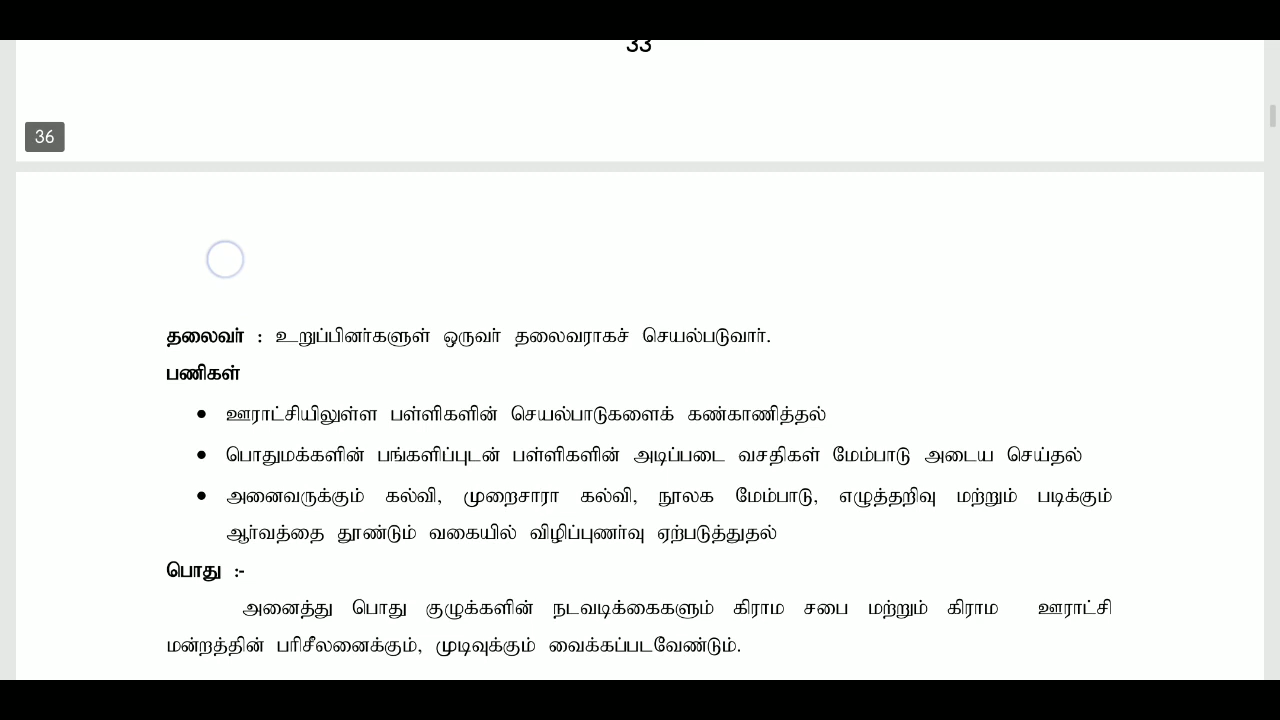 33
36
தலைவர் : உறுப்பினர்களுள் ஒருவர் தலைவராகச் செயல்படுவார்.
பணிகள்
• ஊராட்சியிலுள்ள பள்ளிகளின் செயல்பாடுகளைக் கண்காணித்தல்
• பொதுமக்களின் பங்களிப்புடன் பள்ளிகளின் அடிப்படை வசதிகள் மேம்பாடு அடைய செய்தல்
• அனைவருக்கும் கல்வி, முறைசாரா கல்வி, நூலக மேம்பாடு, எழுத்தறிவு மற்றும் படிக்கும்
ஆர்வத்தை தூண்டும் வகையில் விழிப்புணர்வு ஏற்படுத்துதல்
பொது :-
அனைத்து பொது குழுக்களின் நடவடிக்கைகளும் கிராம சபை மற்றும் கிராம ஊராட்சி
மன்றத்தின் பரிசீலனைக்கும், முடிவுக்கும் வைக்கப்படவேண்டும்.